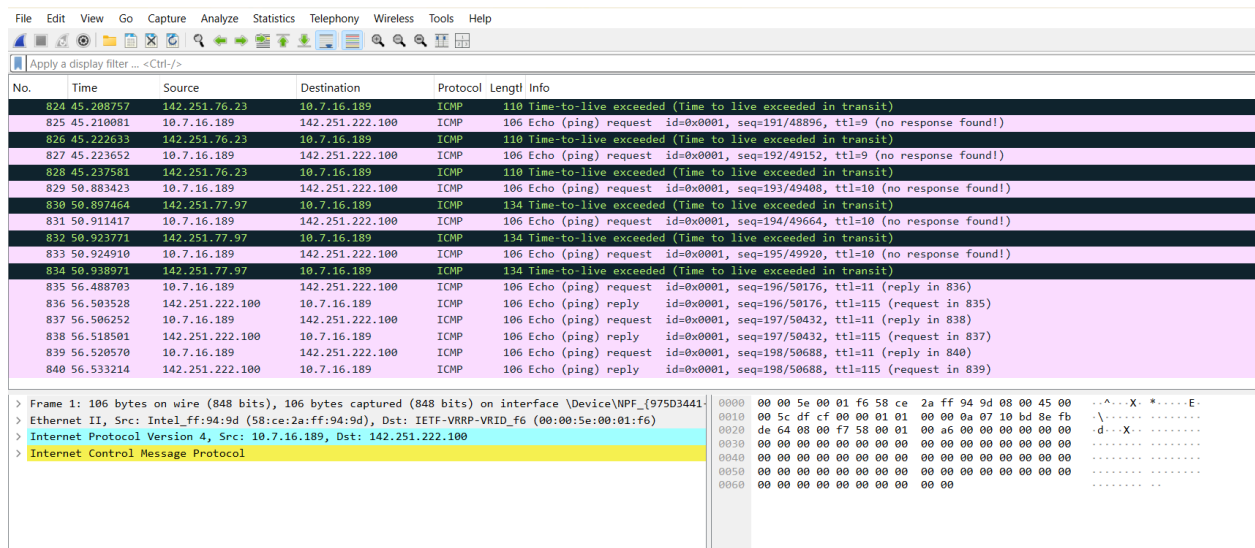 File Edit View Go Capture Analyze Statistics Telephony Wireless Tools Help
Apply a display filter ... <Ctrl-/>
No. Time Source Destination Protocol Length Info
824 45.208757 142.251.76.23 10.7.16.189 ICMP 110 Time-to-live exceeded (Time to live exceeded in transit)
825 45.210081 10.7.16.189 142.251.222.100 ICMP 106 Echo (ping) request id=0x0001, seq=191/48896, ttl=9 (no response found!)
826 45.222633 142.251.76.23 10.7.16.189 ICMP 110 Time-to-live exceeded (Time to live exceeded in transit)
827 45.223652 10.7.16.189 142.251.222.100 ICMP 106 Echo (ping) request id=0x0001, seq=192/49152, ttl=9 (no response found!)
828 45.237581 142.251.76.23 10.7.16.189 ICMP 110 Time-to-live exceeded (Time to live exceeded in transit)
829 50.883423 10.7.16.189 142.251.222.100 ICMP 106 Echo (ping) request id=0x0001, seq=193/49408, ttl=10 (no response found!)
830 50.897464 142.251.77.97 10.7.16.189 ICMP 134 Time-to-live exceeded (Time to live exceeded in transit)
831 50.911417 10.7.16.189 142.251.222.100 ICMP 106 Echo (ping) request id=0x0001, seq=194/49664, ttl=10 (no response found!)
832 50.923771 142.251.77.97 10.7.16.189 ICMP 134 Time-to-live exceeded (Time to live exceeded in transit)
833 50.924910 10.7.16.189 142.251.222.100 ICMP 106 Echo (ping) request id=0x0001, seq=195/49920, ttl=10 (no response found!)
834 50.938971 142.251.77.97 10.7.16.189 ICMP 134 Time-to-live exceeded (Time to live exceeded in transit)
835 56.488703 10.7.16.189 142.251.222.100 ICMP 106 Echo (ping) request id=0x0001, seq=196/50176, ttl=11 (reply in 836)
836 56.503528 142.251.222.100 10.7.16.189 ICMP 106 Echo (ping) reply id=0x0001, seq=196/50176, ttl=115 (request in 835)
837 56.506252 10.7.16.189 142.251.222.100 ICMP 106 Echo (ping) request id=0x0001, seq=197/50432, ttl=11 (reply in 838)
838 56.518501 142.251.222.100 10.7.16.189 ICMP 106 Echo (ping) reply id=0x0001, seq=197/50432, ttl=115 (request in 837)
839 56.520570 10.7.16.189 142.251.222.100 ICMP 106 Echo (ping) request id=0x0001, seq=198/50688, ttl=11 (reply in 840)
840 56.533214 142.251.222.100 10.7.16.189 ICMP 106 Echo (ping) reply id=0x0001, seq=198/50688, ttl=115 (request in 839)
> Frame 1: 106 bytes on wire (848 bits), 106 bytes captured (848 bits) on interface \Device\NPF_{975D3441-
> Ethernet II, Src: Intel_ff:94:9d (58:ce:2a:ff:94:9d), Dst: IETF-VRRP-VRID_f6 (00:00:5e:00:01:f6)
> Internet Protocol Version 4, Src: 10.7.16.189, Dst: 142.251.222.100
> Internet Control Message Protocol
0000 00 00 5e 00 01 f6 58 ce 2a ff 94 9d 08 00 45 00 ··^···X· *·····E·
0010 00 5c df cf 00 00 01 01 00 00 0a 07 10 bd 8e fb ·\······ ········
0020 de 64 08 00 f7 58 00 01 00 a6 00 00 00 00 00 00 ·d···X·· ········
0030 00 00 00 00 00 00 00 00 00 00 00 00 00 00 00 00 ········ ········
0040 00 00 00 00 00 00 00 00 00 00 00 00 00 00 00 00 ········ ········
0050 00 00 00 00 00 00 00 00 00 00 00 00 00 00 00 00 ········ ········
0060 00 00 00 00 00 00 00 00 00 00 ········ ··